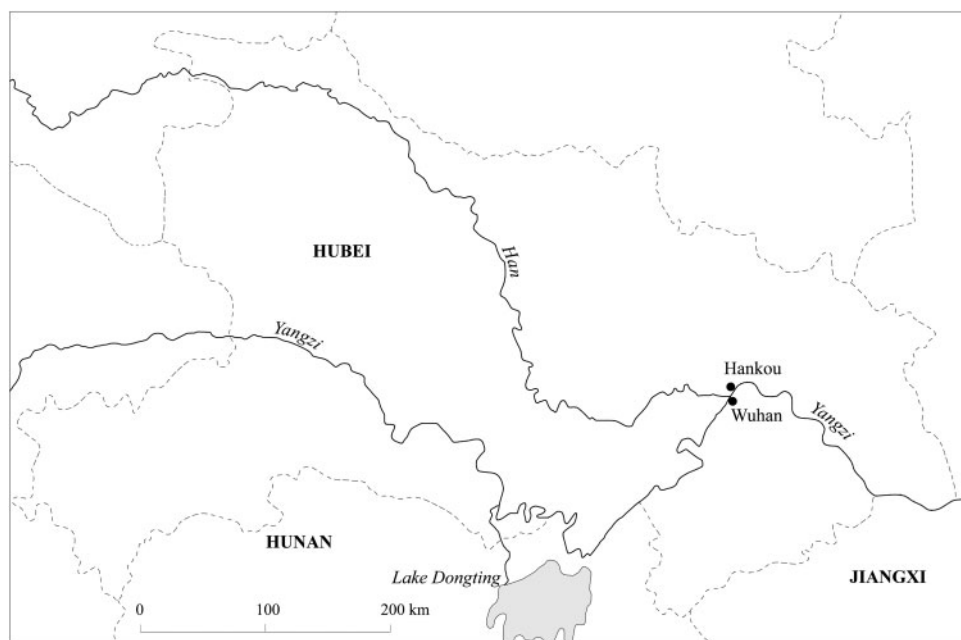 HUBEI
Han
Yangzi
Hankou
Wuhan
Yangzi
HUNAN
Lake Dongting
JIANGXI
0 100 200 km